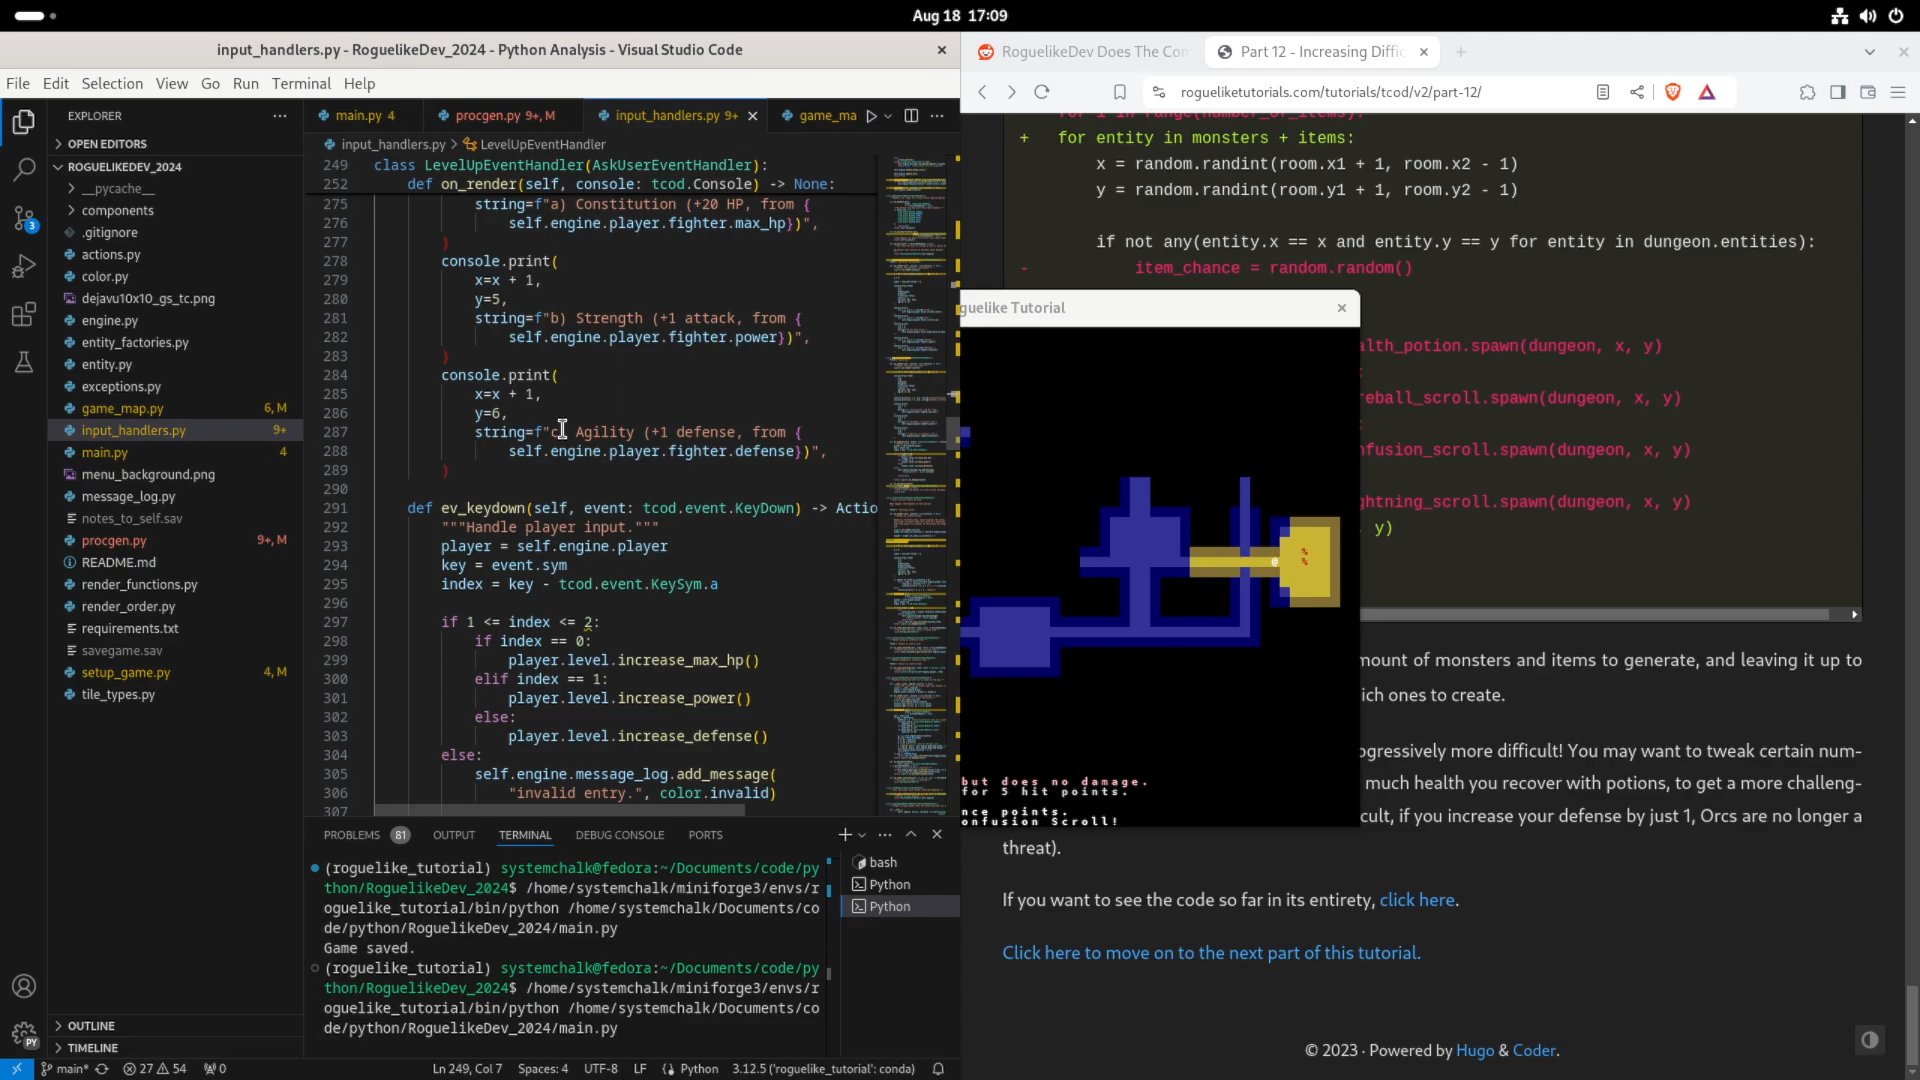 Aug 18 17:09
input_handlers.py - RoguelikeDev_2024 - Python Analysis - Visual Studio Code
File Edit Selection View Go Run Terminal Help
EXPLORER
OPEN EDITORS
ROGUELIKEDEV_2024
__pycache__
components
.gitignore
actions.py
color.py
dejavu10x10_gs_tc.png
engine.py
entity_factories.py
entity.py
exceptions.py
game_map.py 6, M
input_handlers.py 9+
main.py 4
menu_background.png
message_log.py
notes_to_self.sav
procgen.py 9+, M
README.md
render_functions.py
render_order.py
requirements.txt
savegame.sav
setup_game.py 4, M
tile_types.py
OUTLINE
TIMELINE
3
PY
main.py 4 procgen.py 9+, M input_handlers.py 9+ game_ma
input_handlers.py > LevelUpEventHandler
249 class LevelUpEventHandler(AskUserEventHandler):
252 def on_render(self, console: tcod.Console) -> None:
275 string=f"a) Constitution (+20 HP, from {
276 self.engine.player.fighter.max_hp})",
277 )
278 console.print(
279 x=x + 1,
280 y=5,
281 string=f"b) Strength (+1 attack, from {
282 self.engine.player.fighter.power})",
283 )
284 console.print(
285 x=x + 1,
286 y=6,
287 string=f"c) Agility (+1 defense, from {
288 self.engine.player.fighter.defense})",
289 )
290
291 def ev_keydown(self, event: tcod.event.KeyDown) -> Actio
292 """Handle player input."""
293 player = self.engine.player
294 key = event.sym
295 index = key - tcod.event.KeySym.a
296
297 if 1 <= index <= 2:
298 if index == 0:
299 player.level.increase_max_hp()
300 elif index == 1:
301 player.level.increase_power()
302 else:
303 player.level.increase_defense()
304 else:
305 self.engine.message_log.add_message(
306 "invalid entry.", color.invalid)
307
PROBLEMS 81 OUTPUT TERMINAL DEBUG CONSOLE PORTS
(roguelike_tutorial) systemchalk@fedora:~/Documents/code/py
thon/RoguelikeDev_2024$ /home/systemchalk/miniforge3/envs/r
oguelike_tutorial/bin/python /home/systemchalk/Documents/co
de/python/RoguelikeDev_2024/main.py
Game saved.
(roguelike_tutorial) systemchalk@fedora:~/Documents/code/py
thon/RoguelikeDev_2024$ /home/systemchalk/miniforge3/envs/r
oguelike_tutorial/bin/python /home/systemchalk/Documents/co
de/python/RoguelikeDev_2024/main.py
bash
Python
Python
main* 27 54 0 Ln 249, Col 7 Spaces: 4 UTF-8 LF Python 3.12.5 ('roguelike_tutorial': conda)
RoguelikeDev Does The Con Part 12 - Increasing Diffic
rogueliketutorials.com/tutorials/tcod/v2/part-12/
+ for entity in monsters + items:
x = random.randint(room.x1 + 1, room.x2 - 1)
y = random.randint(room.y1 + 1, room.y2 - 1)
if not any(entity.x == x and entity.y == y for entity in dungeon.entities):
- item_chance = random.random()
guelike Tutorial
alth_potion.spawn(dungeon, x, y)
:
reball_scroll.spawn(dungeon, x, y)
:
nfusion_scroll.spawn(dungeon, x, y)
ghtning_scroll.spawn(dungeon, x, y)
y)
@
%
%
but does no damage.
for 5 hit points.
nce points.
onfusion Scroll!
mount of monsters and items to generate, and leaving it up to
ich ones to create.
ogressively more difficult! You may want to tweak certain num-
much health you recover with potions, to get a more challeng-
cult, if you increase your defense by just 1, Orcs are no longer a
threat).
If you want to see the code so far in its entirety, click here.
Click here to move on to the next part of this tutorial.
© 2023 · Powered by Hugo & Coder.